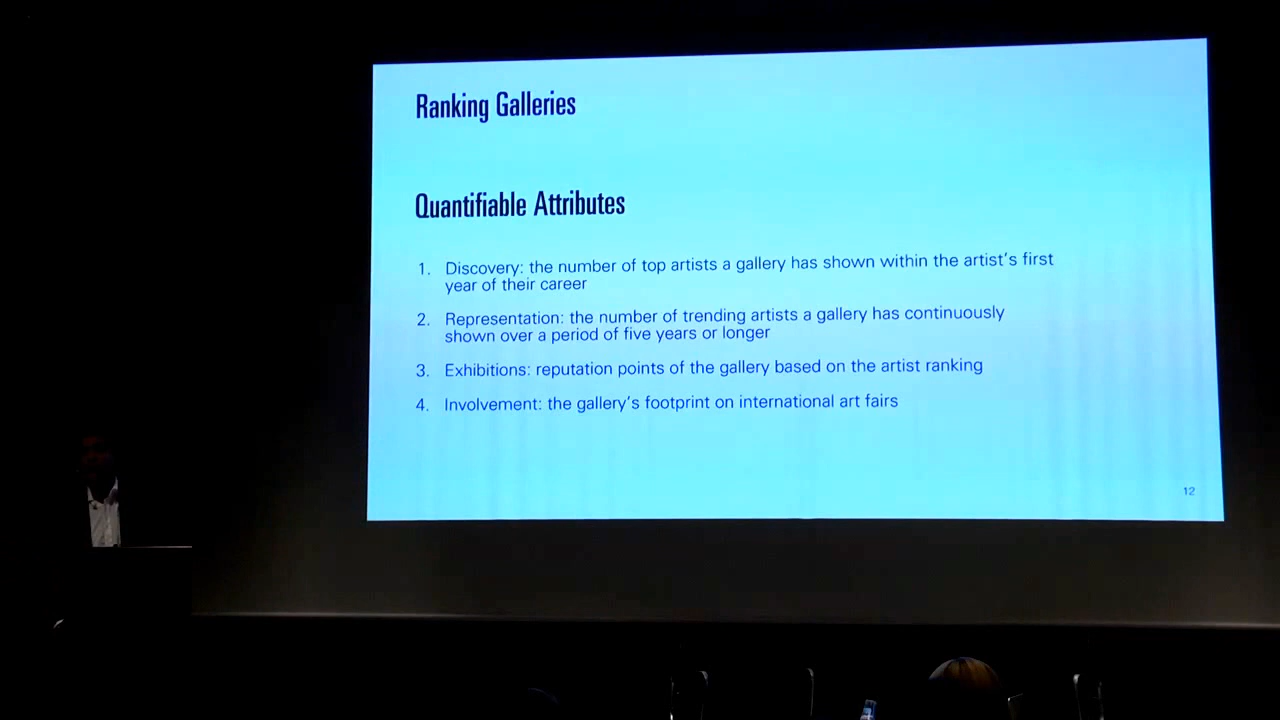 Ranking Galleries
Quantifiable Attributes
1. Discovery: the number of top artists a gallery has shown within the artist's first
year of their career
2. Representation: the number of trending artists a gallery has continuously
shown over a period of five years or longer
3. Exhibitions: reputation points of the gallery based on the artist ranking
4. Involvement: the gallery's footprint on international art fairs
12